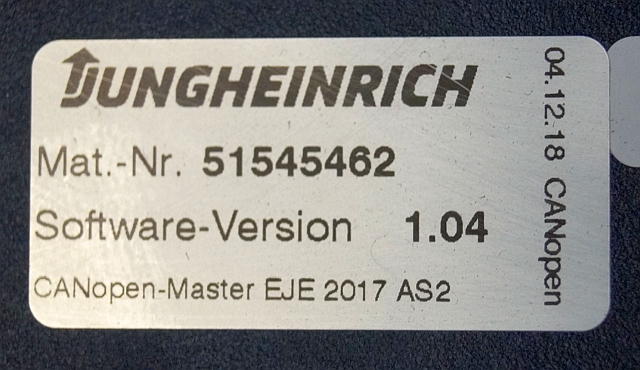 JUNGHEINRICH
Mat.-Nr. 51545462
Software-Version 1.04
CANopen-Master EJE 2017 AS2
04.12.18 CANopen